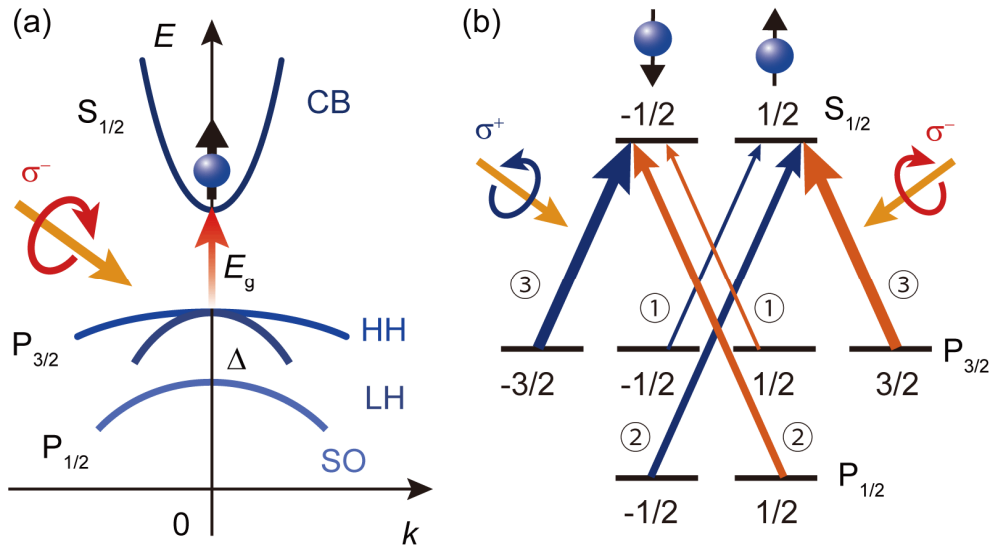 (a)
E
S1/2
CB
σ−
Eg
HH
P3/2
Δ
LH
P1/2
SO
0
k
(b)
-1/2
1/2
S1/2
σ+
σ−
③
①
①
③
-3/2
-1/2
1/2
3/2
P3/2
②
②
P1/2
-1/2
1/2